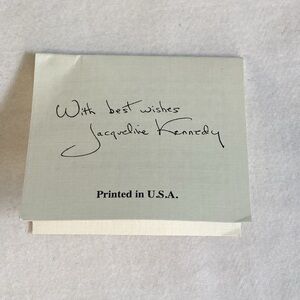 With best wishes
Jacqueline Kennedy
Printed in U.S.A.